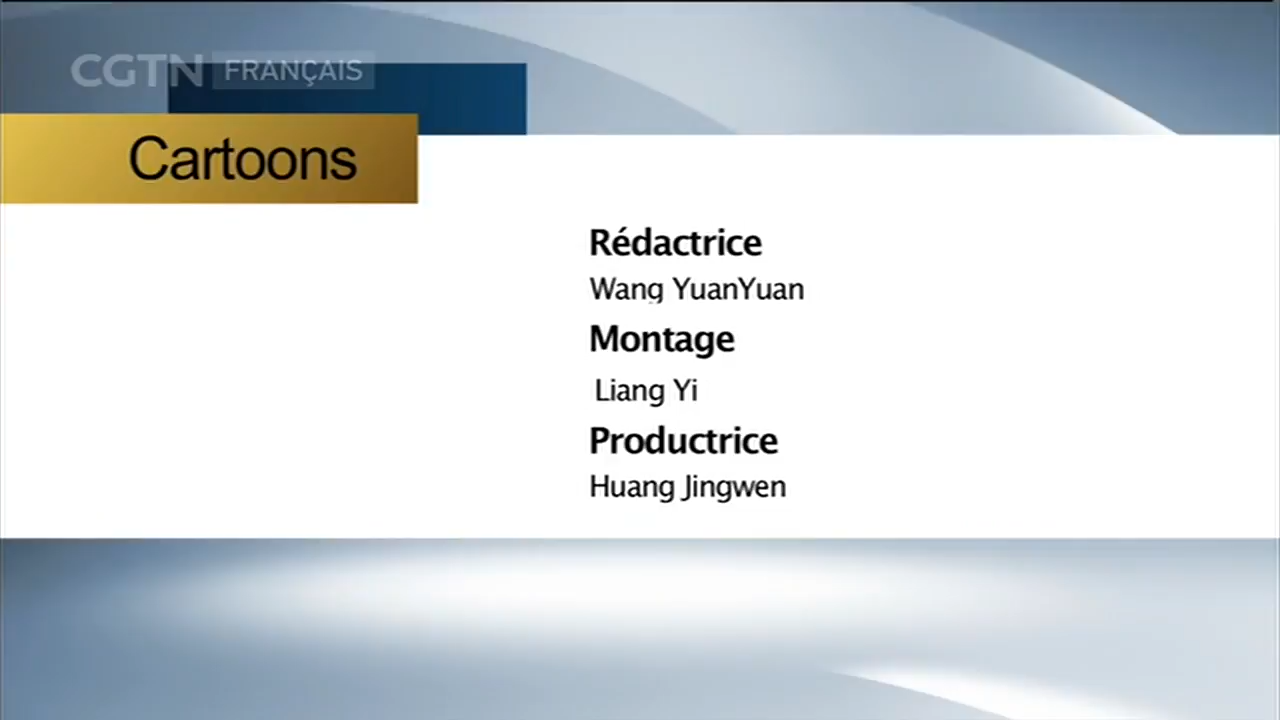 CGTN FRANÇAIS
Cartoons
Rédactrice
Wang YuanYuan
Montage
Liang Yi
Productrice
Huang Jingwen